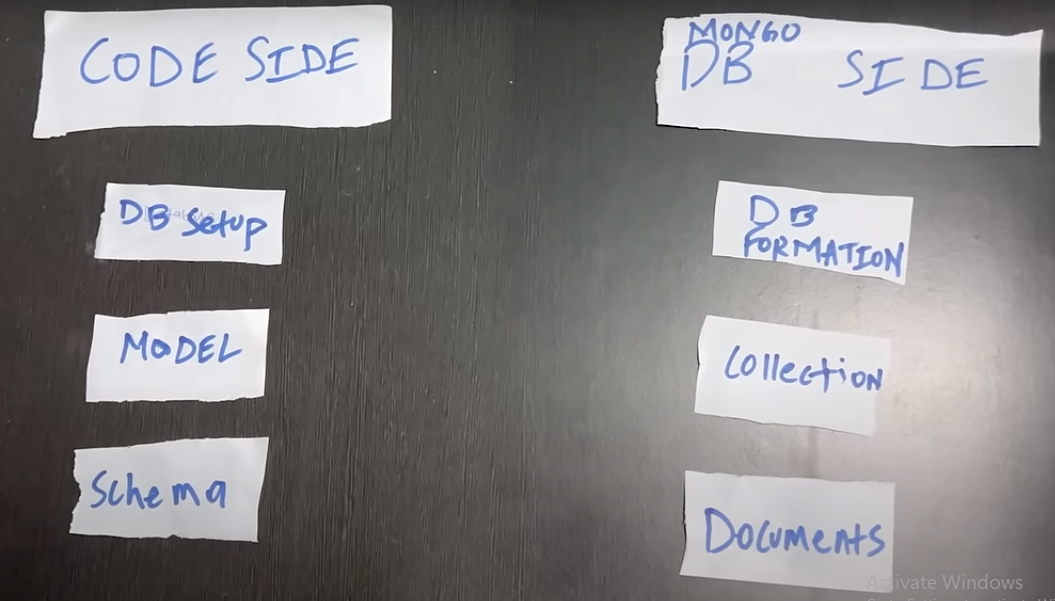 CODE SIDE
MONGO
DB SIDE
DB Setup
DB
FORMATION
MODEL
Collection
Schema
Documents
Activate Windows